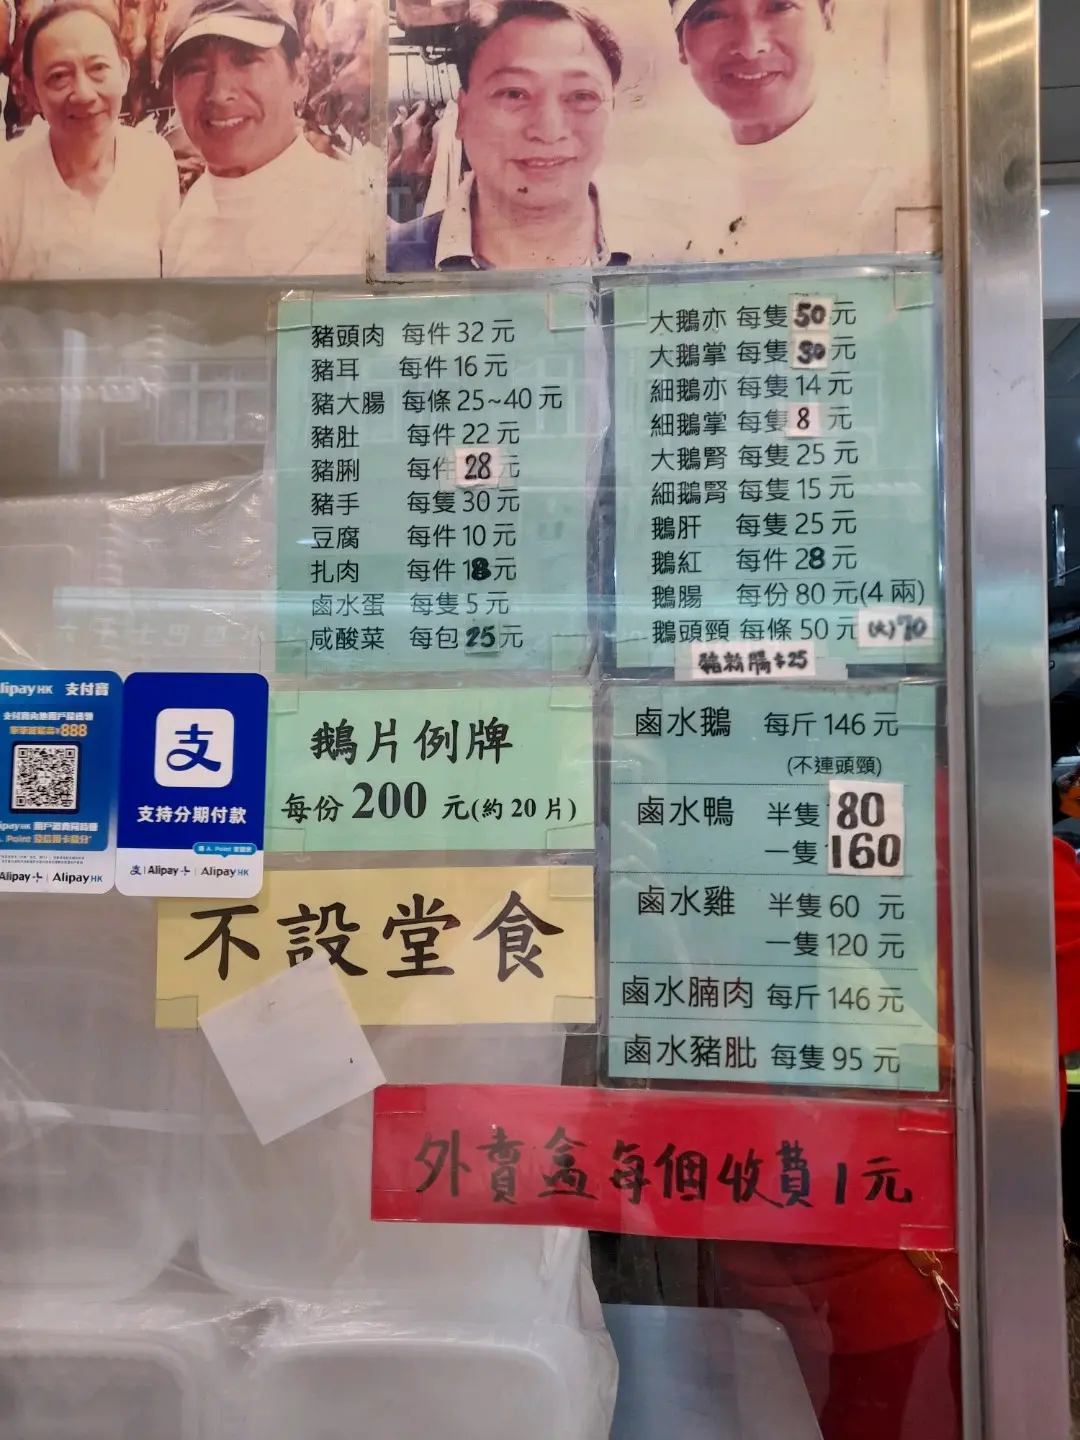 豬頭肉 每件 32 元
豬耳 每件 16 元
豬大腸 每條 25~40 元
豬肚 每件 22 元
豬脷 每件 28 元
豬手 每隻 30 元
豆腐 每件 10 元
扎肉 每件 18 元
鹵水蛋 每隻 5 元
咸酸菜 每包 25 元
大鵝亦 每隻 50 元
大鵝掌 每隻 30 元
細鵝亦 每隻 14 元
細鵝掌 每隻 8 元
大鵝腎 每隻 25 元
細鵝腎 每隻 15 元
鵝肝 每隻 25 元
鵝紅 每件 28 元
鵝腸 每份 80 元(4 兩)
鵝頭頸 每條 50 元 (大) 70
豬粉腸 $25
AlipayHK 支付寶
888
支
支持分期付款
Alipay+ | AlipayHK
支 | Alipay+ | AlipayHK
鵝片例牌
每份 200 元(約 20 片)
不設堂食
鹵水鵝 每斤 146 元
(不連頭頸)
鹵水鴨 半隻 80
一隻 160
鹵水雞 半隻 60 元
一隻 120 元
鹵水腩肉 每斤 146 元
鹵水豬肶 每隻 95 元
外賣盒每個收費1元